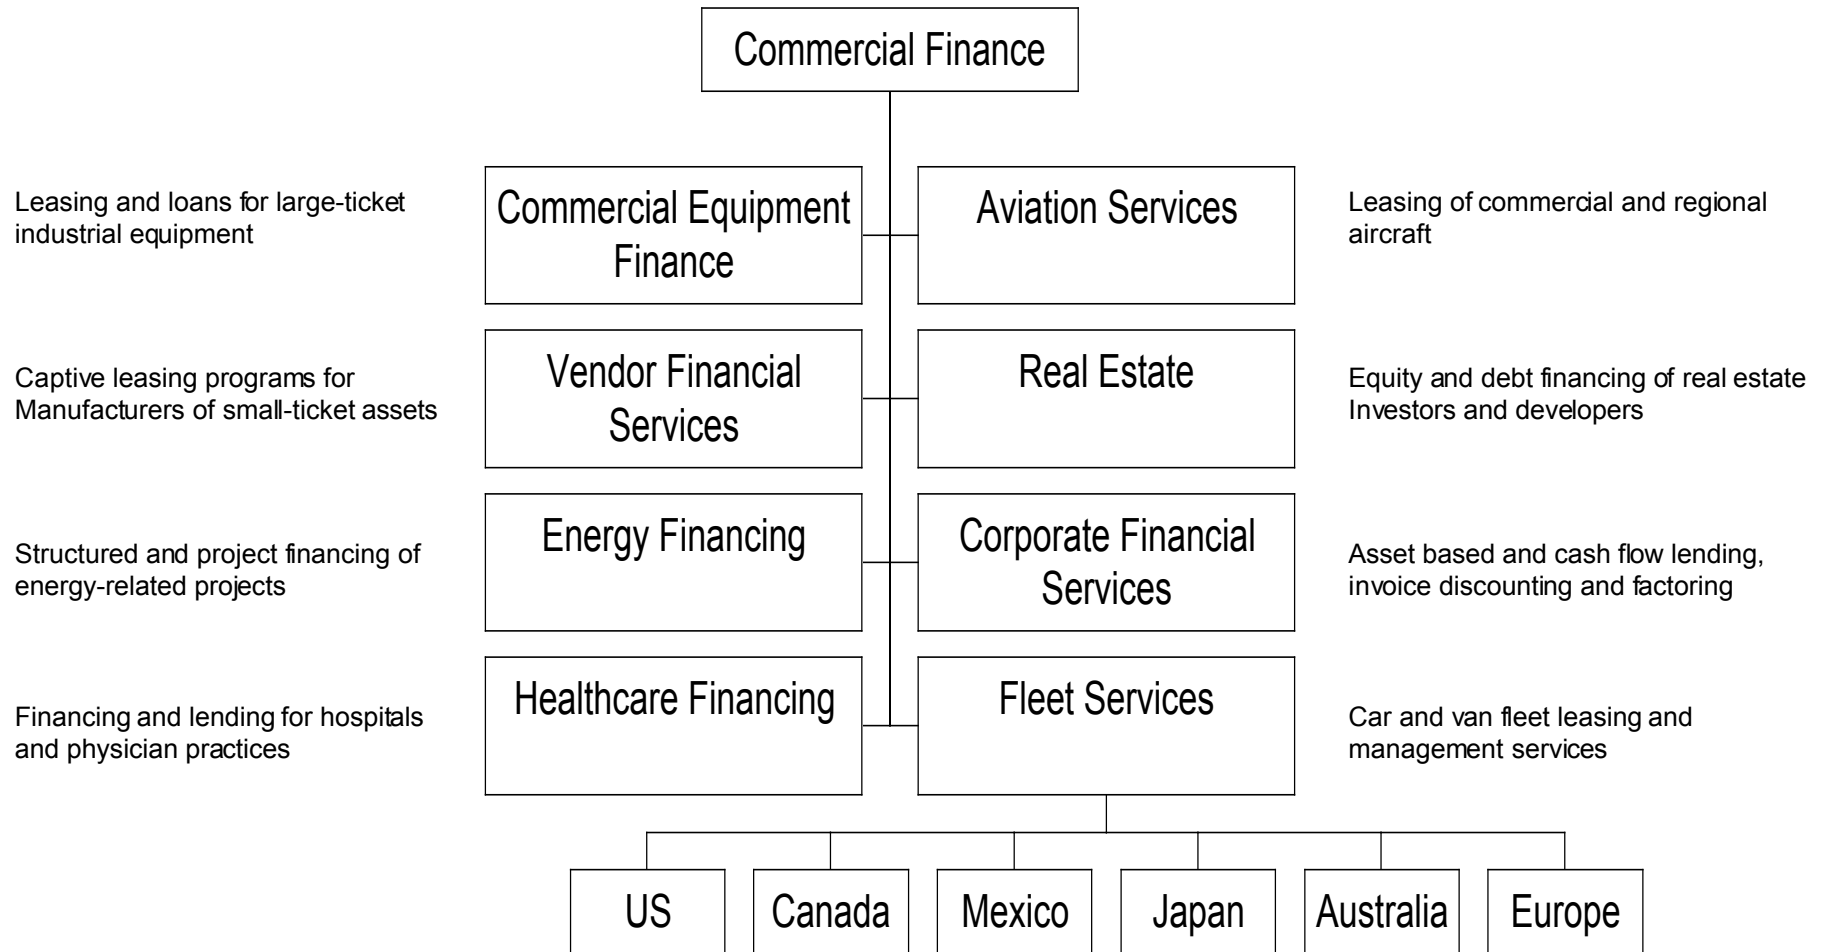 Commercial Finance
Leasing and loans for large-ticket
industrial equipment
Commercial Equipment
Finance
Aviation Services
Leasing of commercial and regional
aircraft
Captive leasing programs for
Manufacturers of small-ticket assets
Vendor Financial
Services
Real Estate
Equity and debt financing of real estate
Investors and developers
Structured and project financing of
energy-related projects
Energy Financing
Corporate Financial
Services
Asset based and cash flow lending,
invoice discounting and factoring
Financing and lending for hospitals
and physician practices
Healthcare Financing
Fleet Services
Car and van fleet leasing and
management services
US
Canada
Mexico
Japan
Australia
Europe